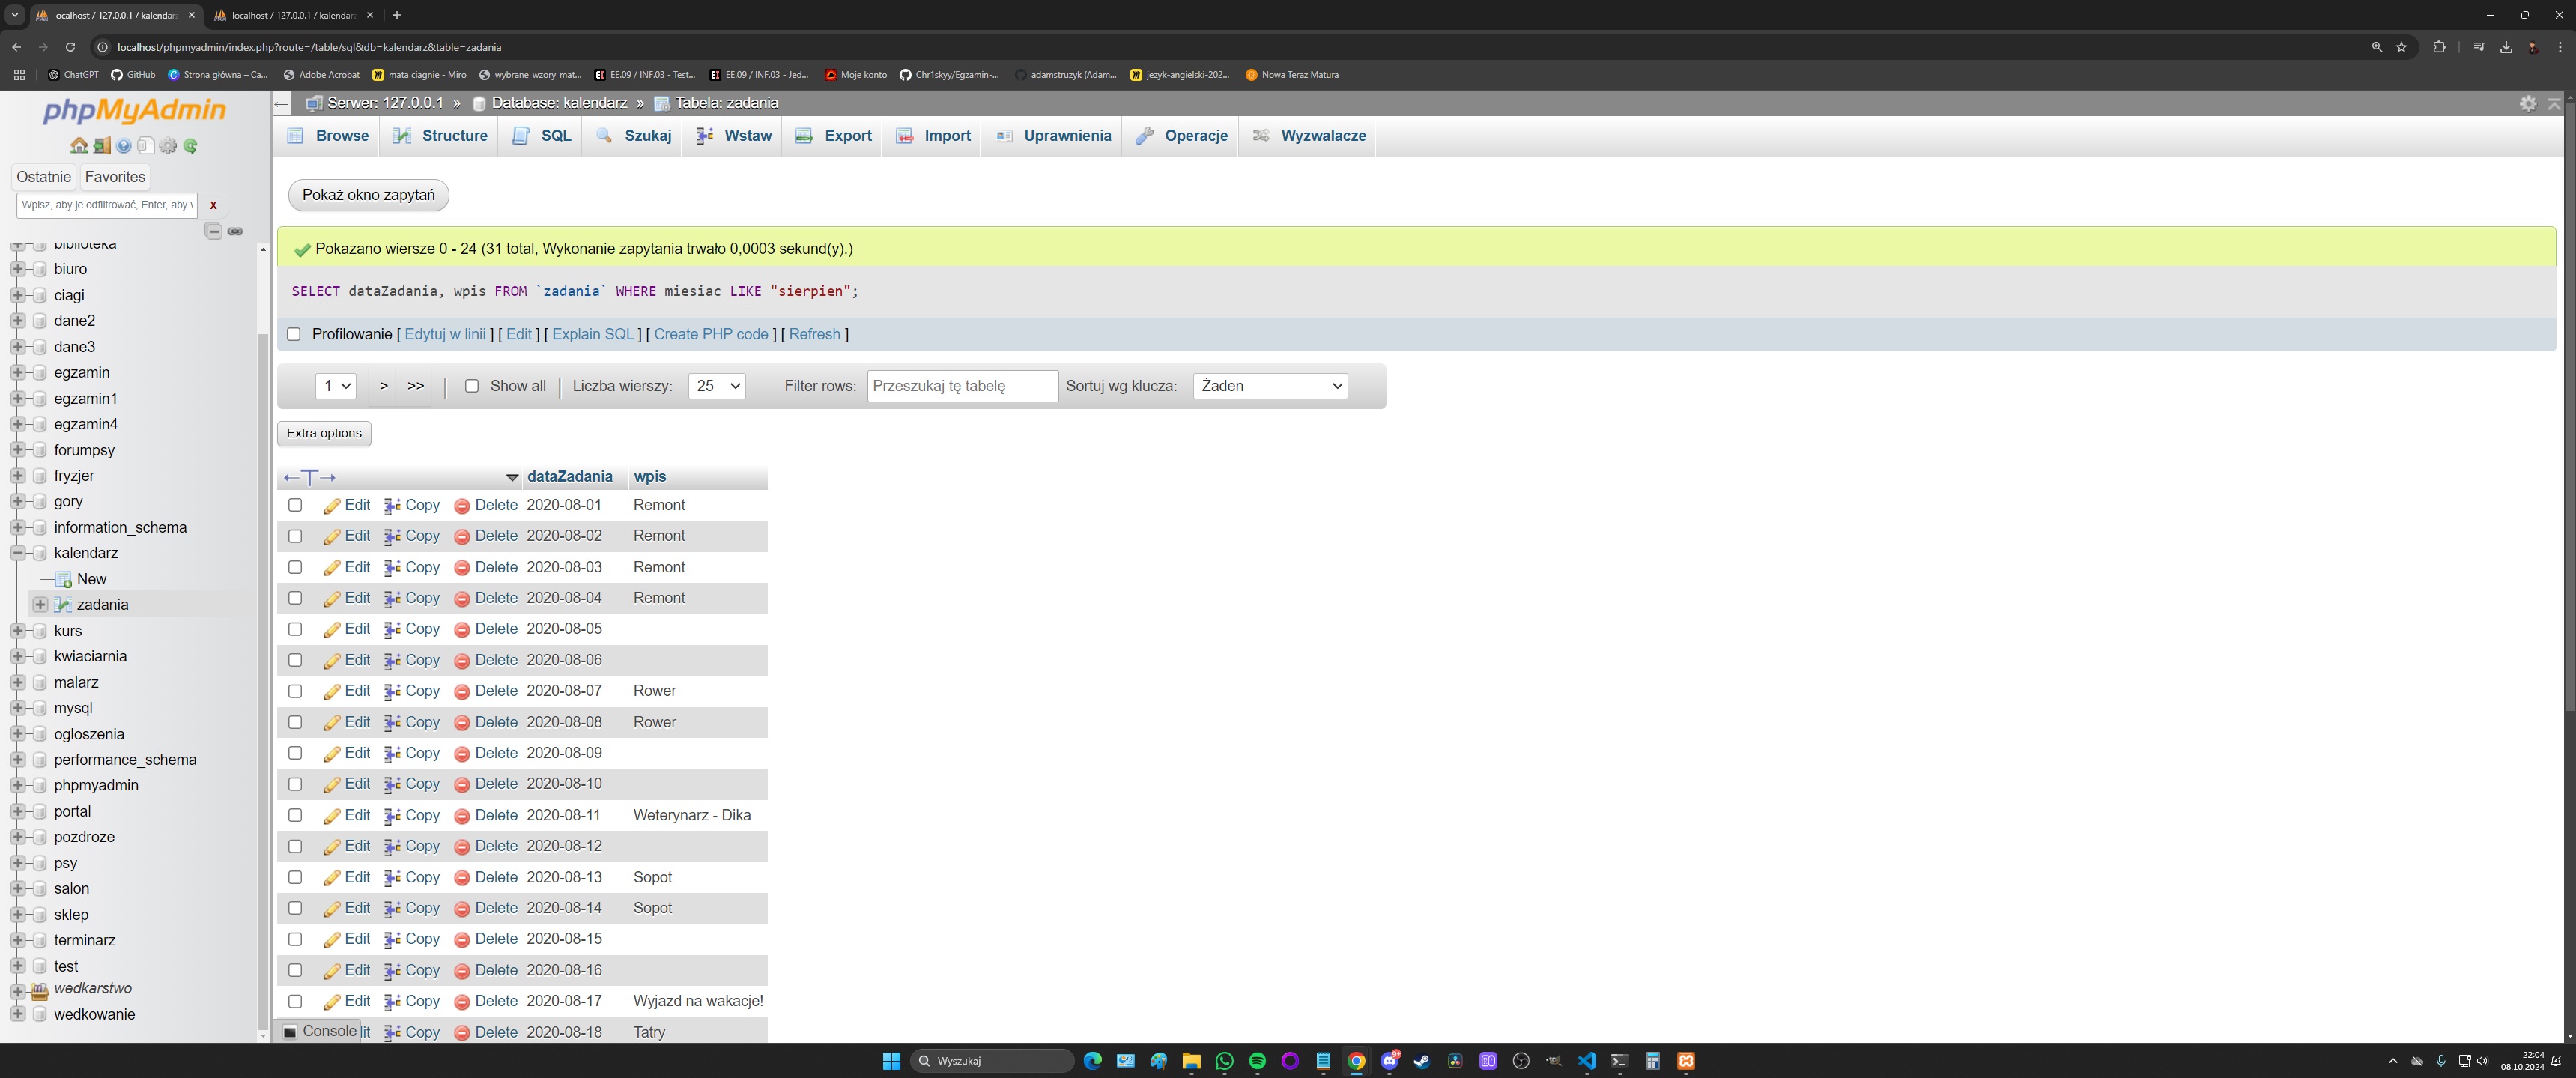 localhost / 127.0.0.1 / kalendarz
localhost / 127.0.0.1 / kalendarz
localhost/phpmyadmin/index.php?route=/table/sql&db=kalendarz&table=zadania
ChatGPT
GitHub
Strona główna – Ca...
Adobe Acrobat
mata ciagnie - Miro
wybrane_wzory_mat...
EE.09 / INF.03 - Test...
EE.09 / INF.03 - Jed...
Moje konto
Chr1skyy/Egzamin-...
adamstruzyk (Adam...
jezyk-angielski-202...
Nowa Teraz Matura
phpMyAdmin
Ostatnie Favorites
Wpisz, aby je odfiltrować, Enter, aby
x
biblioteka
biuro
ciagi
dane2
dane3
egzamin
egzamin1
egzamin4
forumpsy
fryzjer
gory
information_schema
kalendarz
New
zadania
kurs
kwiaciarnia
malarz
mysql
ogloszenia
performance_schema
phpmyadmin
portal
pozdroze
psy
salon
sklep
terminarz
test
wedkarstwo
wedkowanie
Serwer: 127.0.0.1 » Database: kalendarz » Tabela: zadania
Browse Structure SQL Szukaj Wstaw Export Import Uprawnienia Operacje Wyzwalacze
Pokaż okno zapytań
Pokazano wiersze 0 - 24 (31 total, Wykonanie zapytania trwało 0,0003 sekund(y).)
SELECT dataZadania, wpis FROM `zadania` WHERE miesiac LIKE "sierpien";
Profilowanie [ Edytuj w linii ] [ Edit ] [ Explain SQL ] [ Create PHP code ] [ Refresh ]
1 > >> | Show all | Liczba wierszy: 25 Filter rows: Przeszukaj tę tabelę Sortuj wg klucza: Żaden
Extra options
←T→ dataZadania wpis
Edit Copy Delete 2020-08-01 Remont
Edit Copy Delete 2020-08-02 Remont
Edit Copy Delete 2020-08-03 Remont
Edit Copy Delete 2020-08-04 Remont
Edit Copy Delete 2020-08-05
Edit Copy Delete 2020-08-06
Edit Copy Delete 2020-08-07 Rower
Edit Copy Delete 2020-08-08 Rower
Edit Copy Delete 2020-08-09
Edit Copy Delete 2020-08-10
Edit Copy Delete 2020-08-11 Weterynarz - Dika
Edit Copy Delete 2020-08-12
Edit Copy Delete 2020-08-13 Sopot
Edit Copy Delete 2020-08-14 Sopot
Edit Copy Delete 2020-08-15
Edit Copy Delete 2020-08-16
Edit Copy Delete 2020-08-17 Wyjazd na wakacje!
Console it Copy Delete 2020-08-18 Tatry
Wyszukaj
22:04
08.10.2024